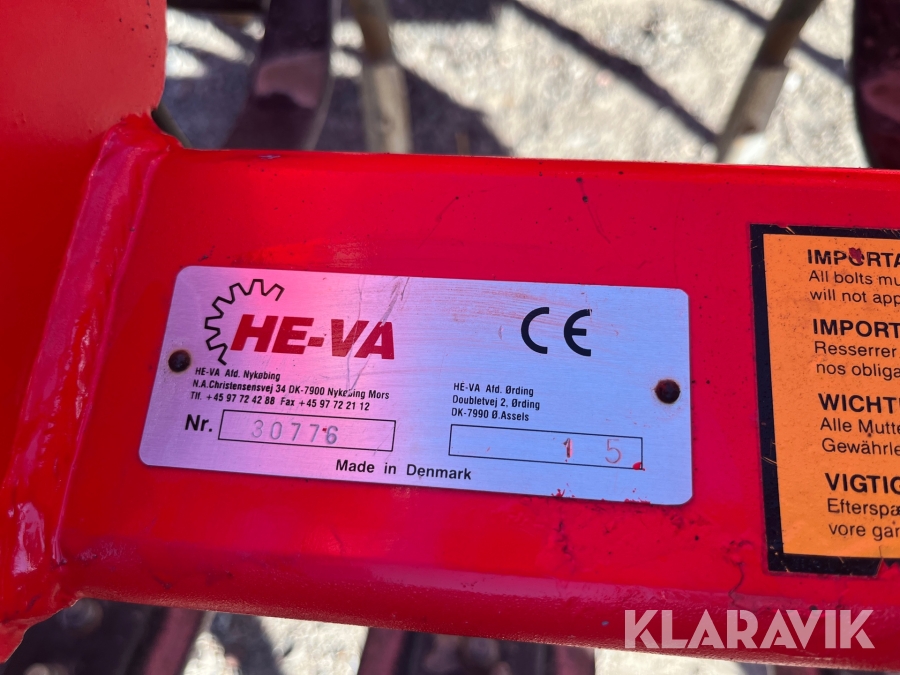 HE-VA
CE
HE-VA Afd. Nykøbing
N.A.Christensensvej 34 DK-7900 Nykøbing Mors
Tlf. +45 97 72 42 88 Fax +45 97 72 21 12
HE-VA Afd. Ørding
Doubletvej 2, Ørding
DK-7990 Ø.Assels
Nr. 30776
15
Made in Denmark
IMPORTA
All bolts mu
will not app
IMPORT
Resserrer
nos obliga
WICHT
Alle Mutte
Gewährle
VIGTIG
Efterspæ
vore gar
KLARAVIK